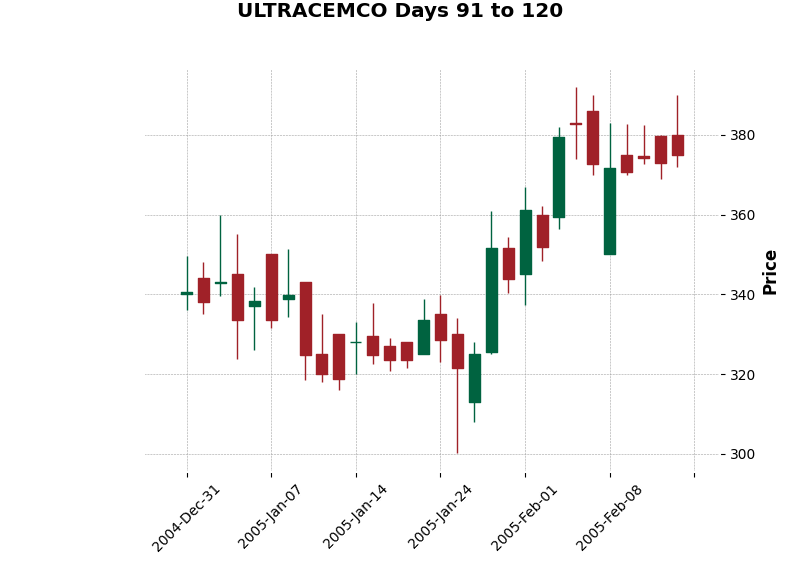 ULTRACEMCO Days 91 to 120
380
360
340
320
300
Price
2004-Dec-31
2005-Jan-07
2005-Jan-14
2005-Jan-24
2005-Feb-01
2005-Feb-08